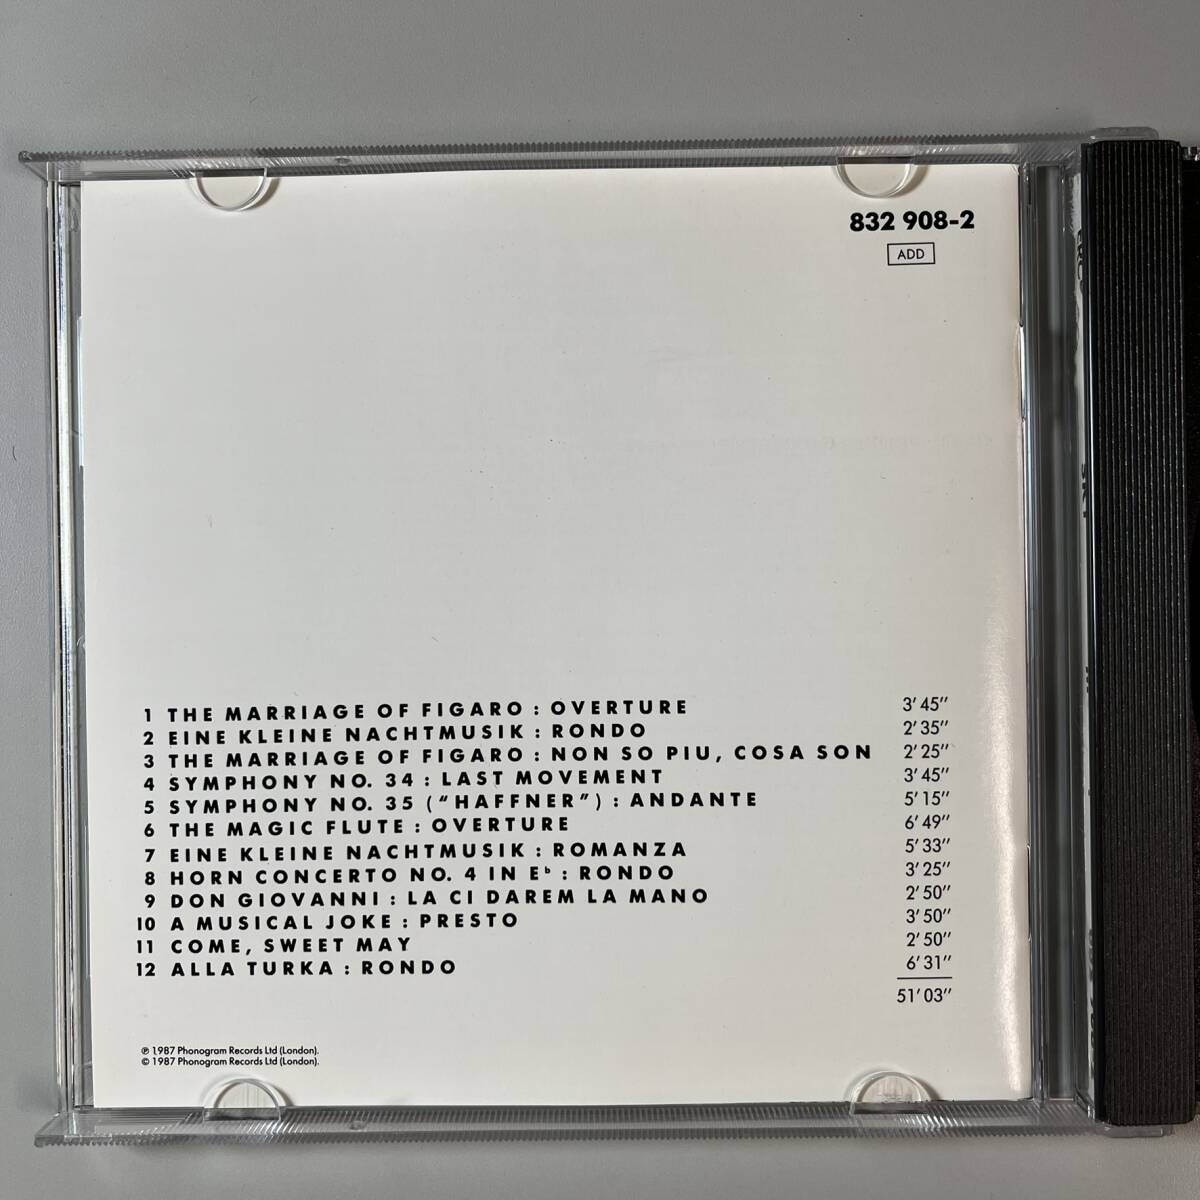 832 908-2
ADD
1 THE MARRIAGE OF FIGARO : OVERTURE 3′ 45″
2 EINE KLEINE NACHTMUSIK : RONDO 2′ 35″
3 THE MARRIAGE OF FIGARO : NON SO PIU, COSA SON 2′ 25″
4 SYMPHONY NO. 34 : LAST MOVEMENT 3′ 45″
5 SYMPHONY NO. 35 (“HAFFNER”) : ANDANTE 5′ 15″
6 THE MAGIC FLUTE : OVERTURE 6′ 49″
7 EINE KLEINE NACHTMUSIK : ROMANZA 5′ 33″
8 HORN CONCERTO NO. 4 IN E♭ : RONDO 3′ 25″
9 DON GIOVANNI : LA CI DAREM LA MANO 2′ 50″
10 A MUSICAL JOKE : PRESTO 3′ 50″
11 COME, SWEET MAY 2′ 50″
12 ALLA TURKA : RONDO 6′ 31″
51′ 03″
℗ 1987 Phonogram Records Ltd (London).
© 1987 Phonogram Records Ltd (London).